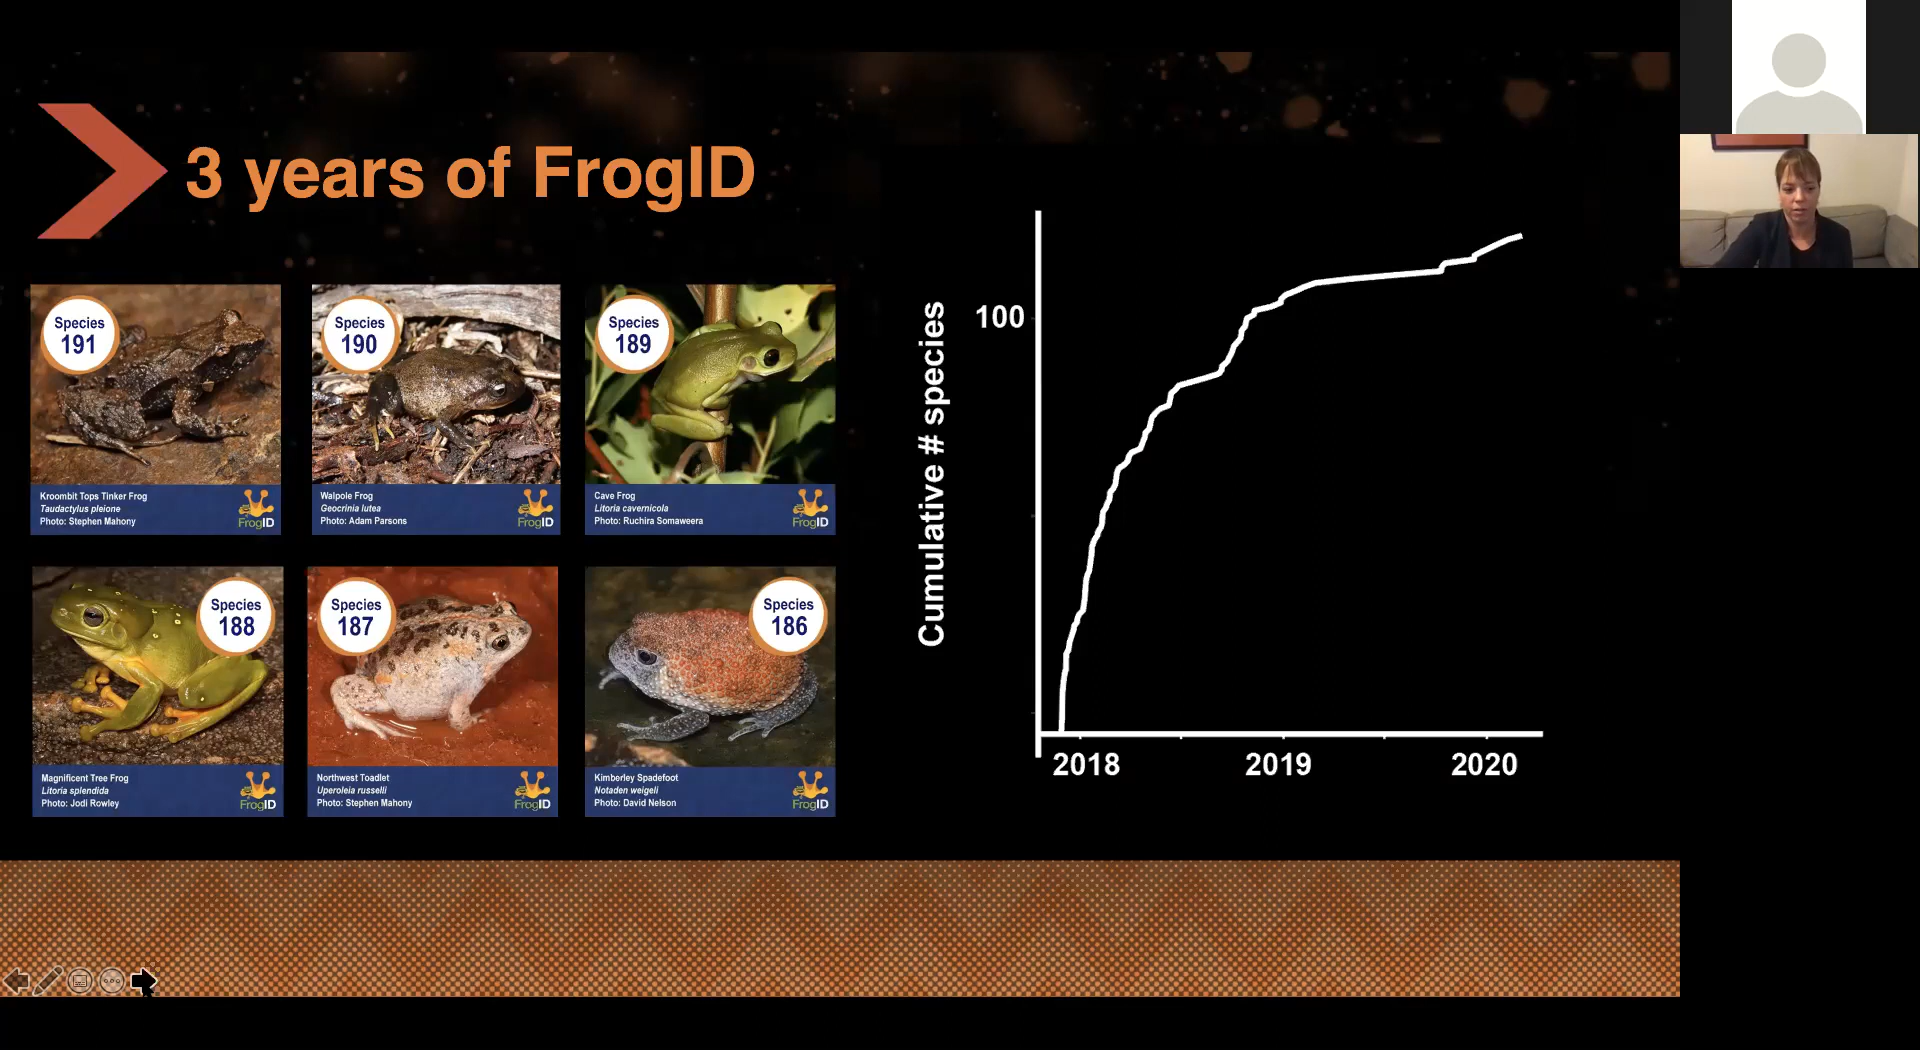 3 years of FrogID
Species
191
Kroombit Tops Tinker Frog
Taudactylus pleione
Photo: Stephen Mahony
FrogID
Species
190
Walpole Frog
Geocrinia lutea
Photo: Adam Parsons
FrogID
Species
189
Cave Frog
Litoria cavernicola
Photo: Ruchira Somaweera
FrogID
Species
188
Magnificent Tree Frog
Litoria splendida
Photo: Jodi Rowley
FrogID
Species
187
Northwest Toadlet
Uperoleia russelli
Photo: Stephen Mahony
FrogID
Species
186
Kimberley Spadefoot
Notaden weigeli
Photo: David Nelson
FrogID
Cumulative # species
100
2018 2019 2020